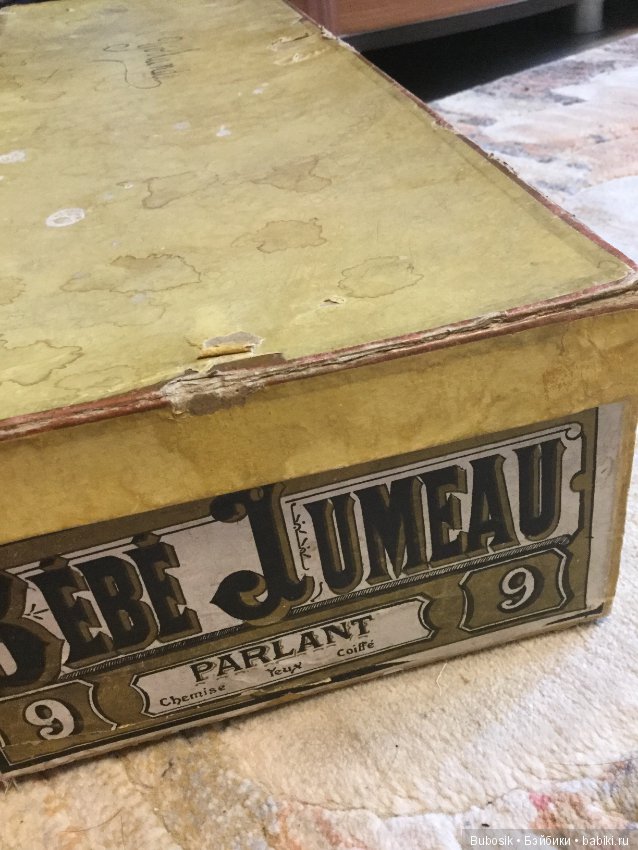 BÉBÉ JUMEAU
9
PARLANT
Chemise Yeux Coiffé
9
Bubosik • Бэйбики • babiki.ru